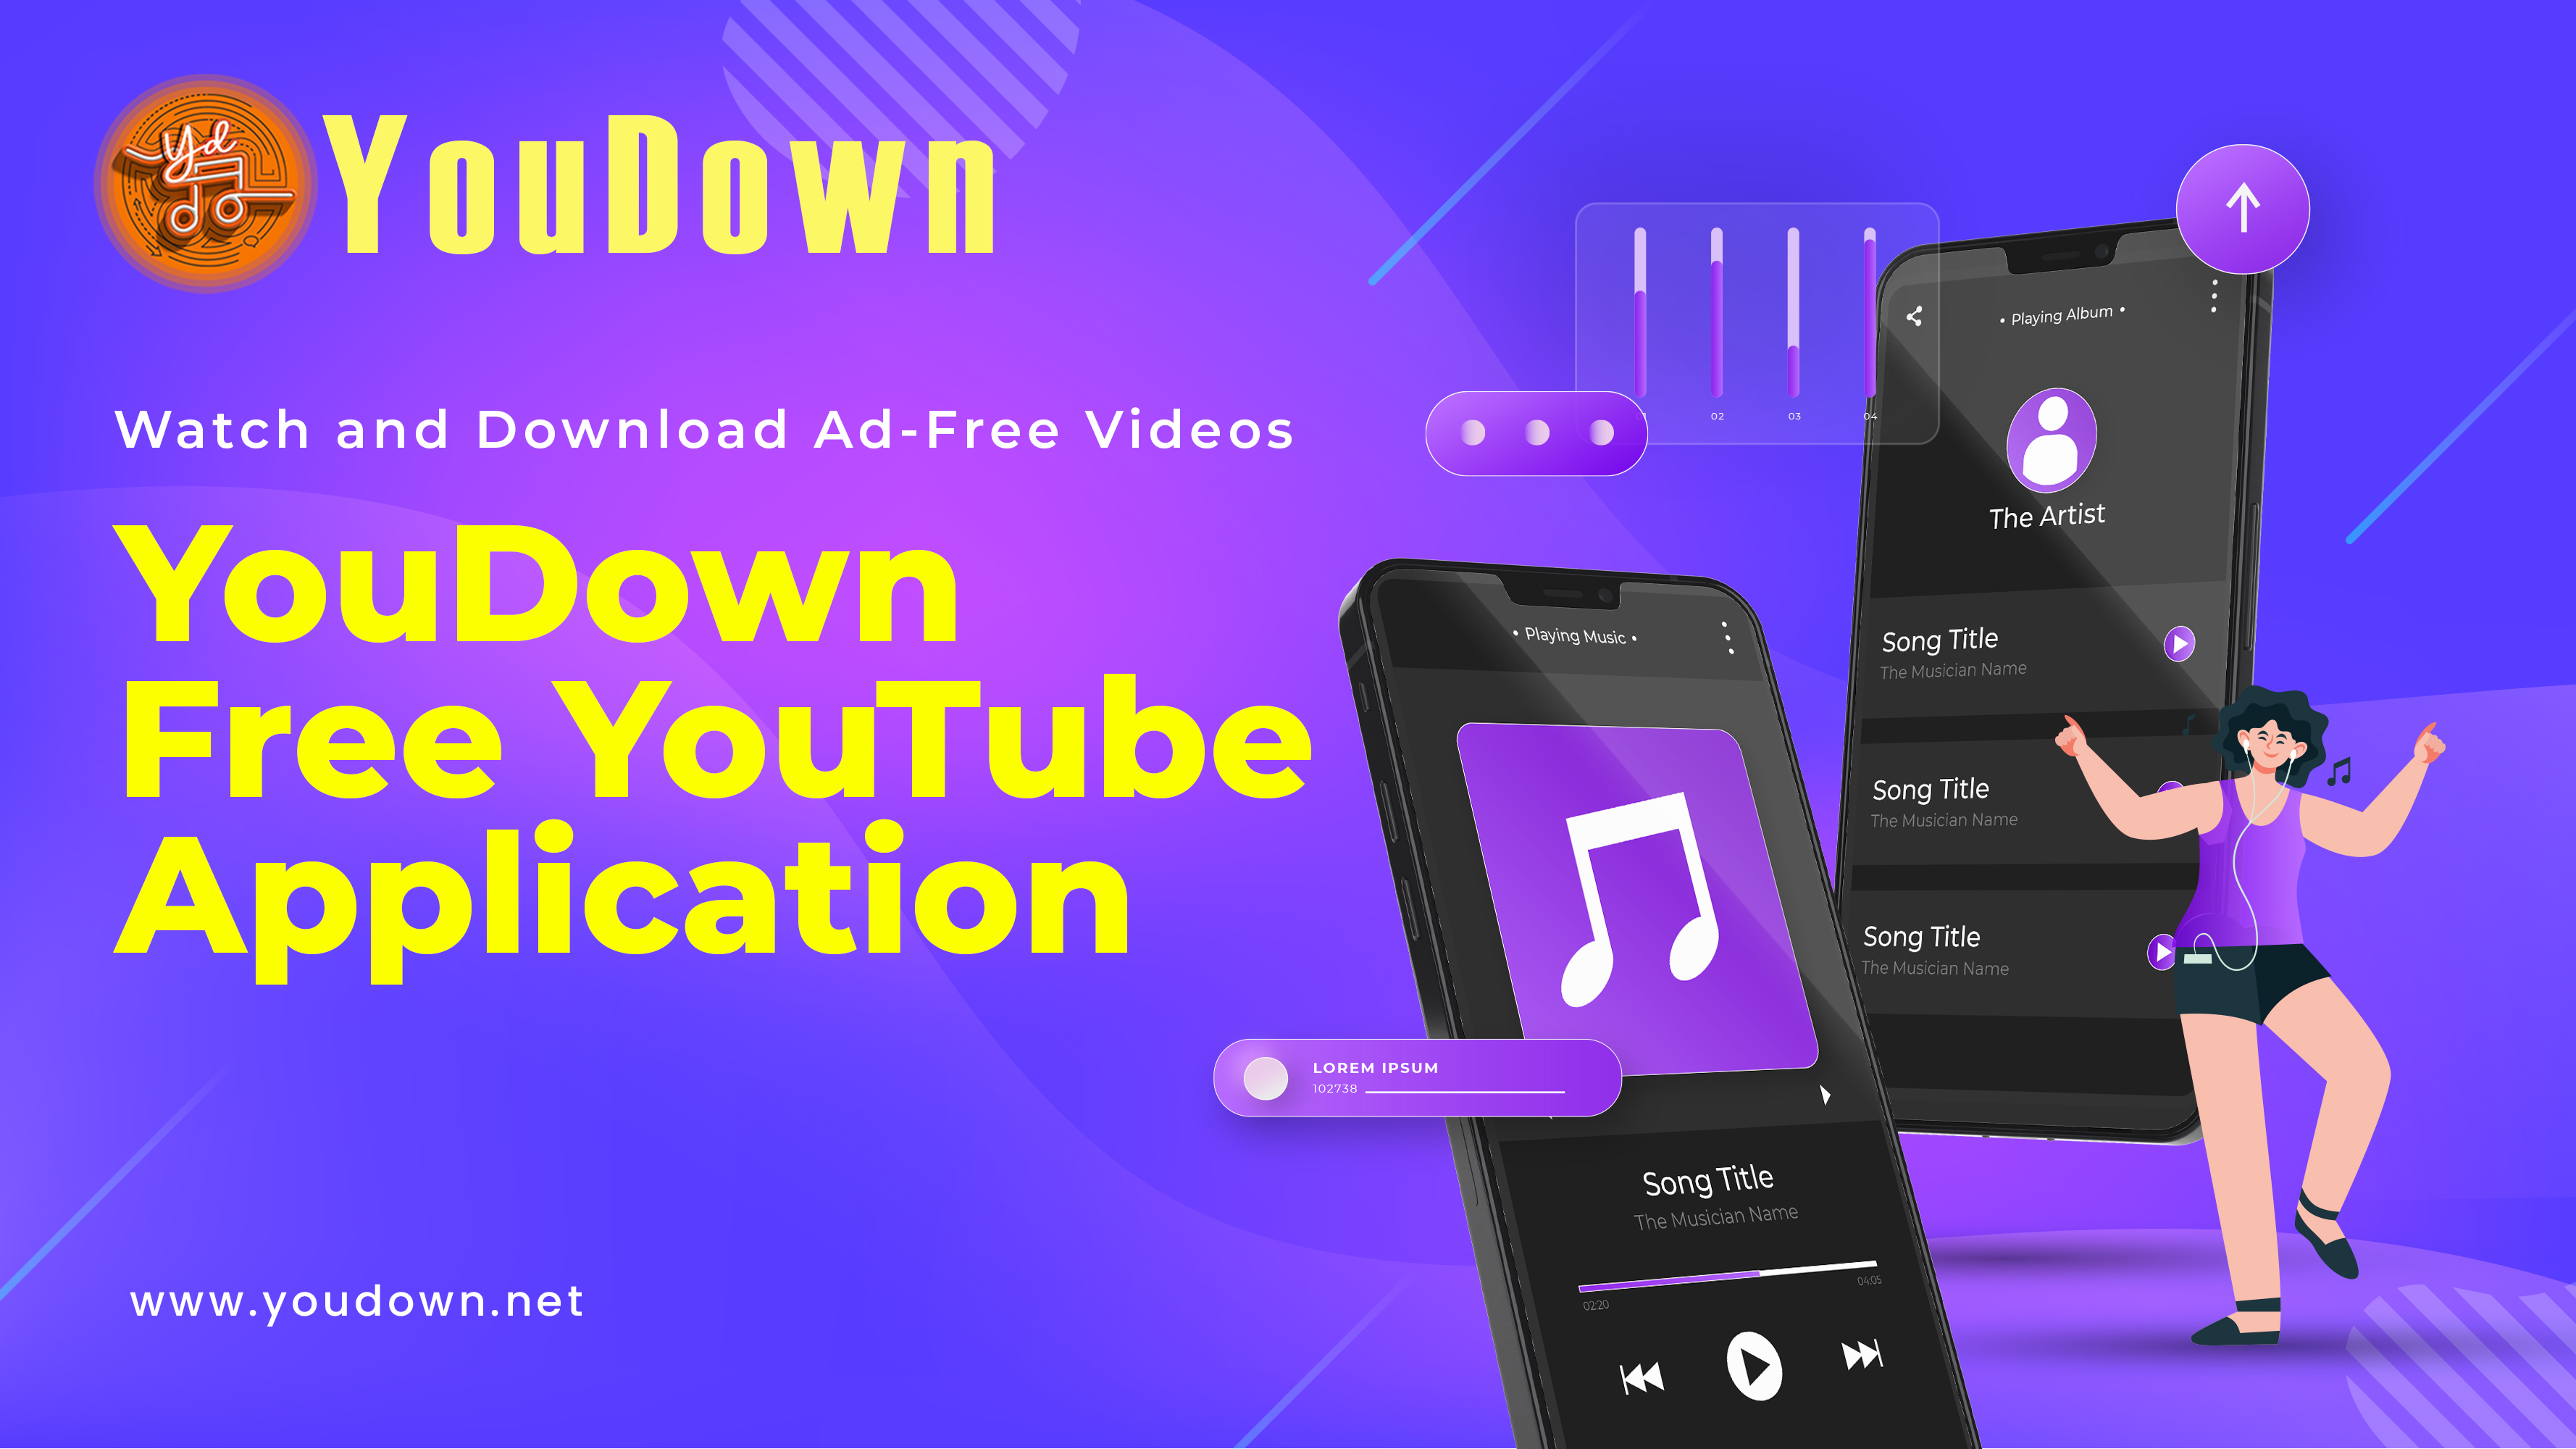 yd
YouDown
Watch and Download Ad-Free Videos
YouDown
Free YouTube
Application
www.youdown.net
02
03
04
• Playing Album •
The Artist
Song Title
The Musician Name
Song Title
The Musician Name
Song Title
The Musician Name
• Playing Music •
LOREM IPSUM
102738
Song Title
The Musician Name
02:20
04:05